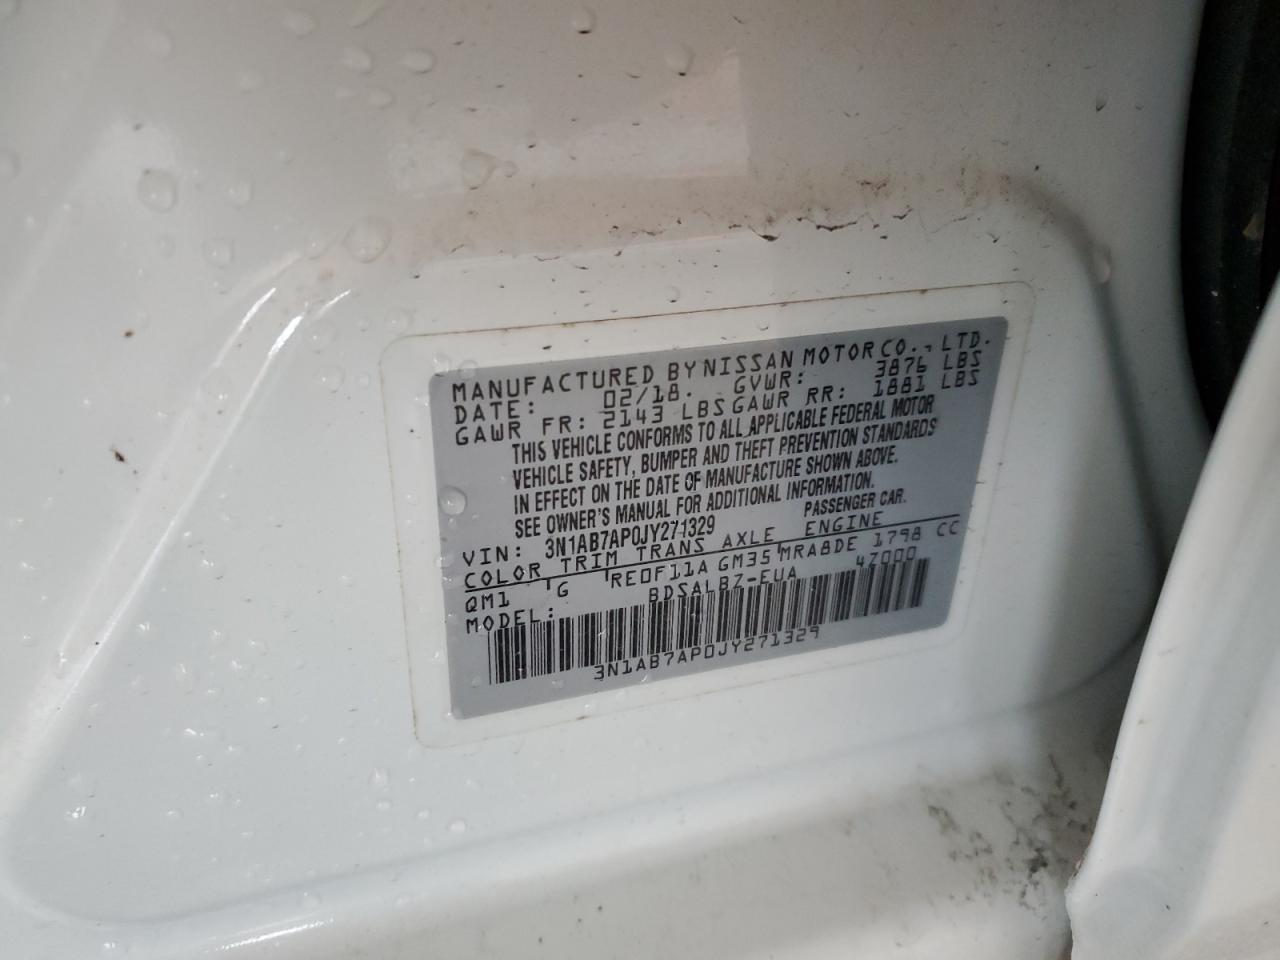 MANUFACTURED BY NISSAN MOTOR CO., LTD.
DATE: 02/18. GVWR: 3876 LBS
GAWR FR: 2143 LBS GAWR RR: 1881 LBS
THIS VEHICLE CONFORMS TO ALL APPLICABLE FEDERAL MOTOR
VEHICLE SAFETY, BUMPER AND THEFT PREVENTION STANDARDS
IN EFFECT ON THE DATE OF MANUFACTURE SHOWN ABOVE.
SEE OWNER'S MANUAL FOR ADDITIONAL INFORMATION.
VIN: 3N1AB7AP0JY271329 PASSENGER CAR.
COLOR TRIM TRANS AXLE ENGINE
QM1 G RE0F11A GM35 MRA8DE 1798 CC
MODEL: BDSALBZ-EUA 47000
3N1AB7AP0JY271329